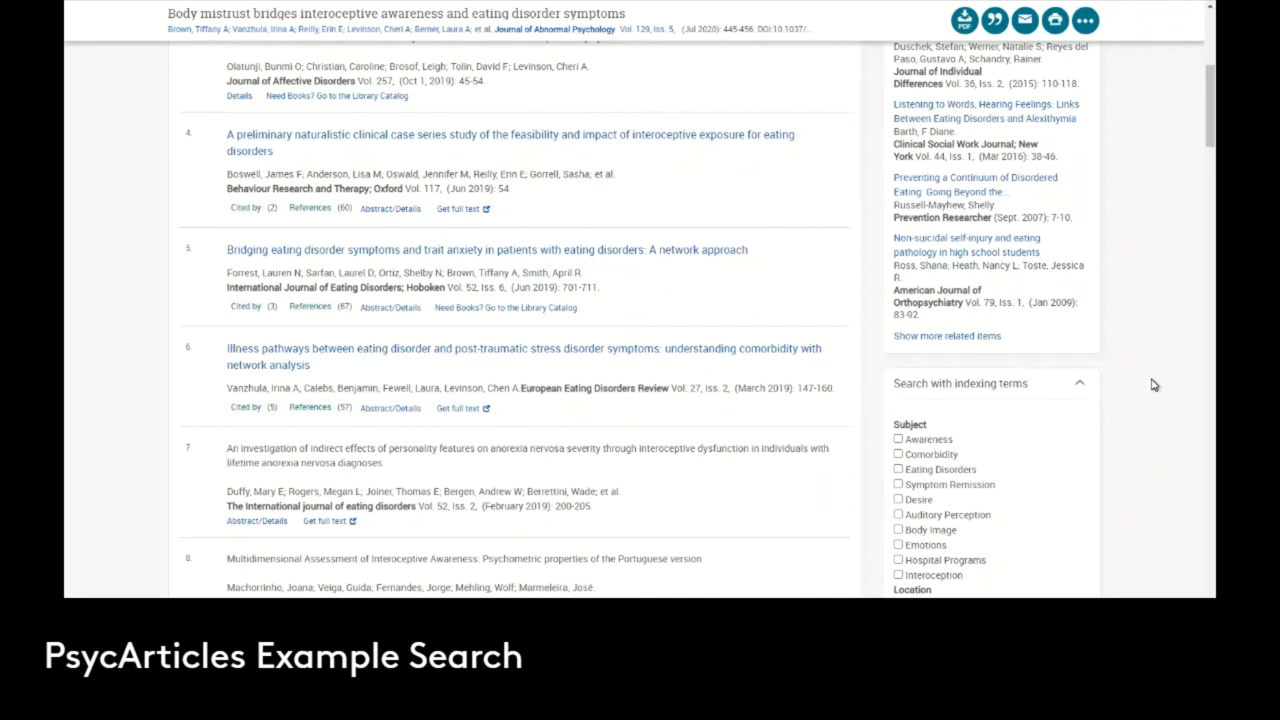 Body mistrust bridges interoceptive awareness and eating disorder symptoms
Brown, Tiffany A; Vanzhula, Irina A; Reilly, Erin E; Levinson, Cheri A; Berner, Laura A; et al. Journal of Abnormal Psychology Vol. 129, Iss. 5, (Jul 2020): 445-456. DOI:10.1037/..
PDF
Olatunji, Bunmi O; Christian, Caroline; Brosof, Leigh; Tolin, David F; Levinson, Cheri A.
Journal of Affective Disorders Vol. 257, (Oct 1, 2019): 45-54.
Details Need Books? Go to the Library Catalog
4.
A preliminary naturalistic clinical case series study of the feasibility and impact of interoceptive exposure for eating
disorders
Boswell, James F; Anderson, Lisa M; Oswald, Jennifer M; Reilly, Erin E; Gorrell, Sasha; et al.
Behaviour Research and Therapy; Oxford Vol. 117, (Jun 2019): 54.
Cited by (2) References (60) Abstract/Details Get full text
5.
Bridging eating disorder symptoms and trait anxiety in patients with eating disorders: A network approach
Forrest, Lauren N; Sarfan, Laurel D; Ortiz, Shelby N; Brown, Tiffany A; Smith, April R.
International Journal of Eating Disorders; Hoboken Vol. 52, Iss. 6, (Jun 2019): 701-711.
Cited by (3) References (67) Abstract/Details Need Books? Go to the Library Catalog
6.
Illness pathways between eating disorder and post-traumatic stress disorder symptoms: understanding comorbidity with
network analysis
Vanzhula, Irina A; Calebs, Benjamin; Fewell, Laura; Levinson, Cheri A.European Eating Disorders Review Vol. 27, Iss. 2, (March 2019): 147-160.
Cited by (5) References (57) Abstract/Details Get full text
7.
An investigation of indirect effects of personality features on anorexia nervosa severity through interoceptive dysfunction in individuals with
lifetime anorexia nervosa diagnoses
Duffy, Mary E; Rogers, Megan L; Joiner, Thomas E; Bergen, Andrew W; Berrettini, Wade; et al.
The International journal of eating disorders Vol. 52, Iss. 2, (February 2019): 200-205.
Abstract/Details Get full text
8.
Multidimensional Assessment of Interoceptive Awareness: Psychometric properties of the Portuguese version
Machorrinho, Joana; Veiga, Guida; Fernandes, Jorge; Mehling, Wolf; Marmeleira, José.
Duschek, Stefan; Werner, Natalie S; Reyes del
Paso, Gustavo A; Schandry, Rainer.
Journal of Individual
Differences Vol. 36, Iss. 2, (2015): 110-118.
Listening to Words, Hearing Feelings: Links
Between Eating Disorders and Alexithymia
Barth, F Diane.
Clinical Social Work Journal; New
York Vol. 44, Iss. 1, (Mar 2016): 38-46.
Preventing a Continuum of Disordered
Eating: Going Beyond the...
Russell-Mayhew, Shelly.
Prevention Researcher (Sept. 2007): 7-10.
Non-suicidal self-injury and eating
pathology in high school students
Ross, Shana; Heath, Nancy L; Toste, Jessica
R.
American Journal of
Orthopsychiatry Vol. 79, Iss. 1, (Jan 2009):
83-92.
Show more related items
Search with indexing terms
Subject
Awareness
Comorbidity
Eating Disorders
Symptom Remission
Desire
Auditory Perception
Body Image
Emotions
Hospital Programs
Interoception
Location
PsycArticles Example Search